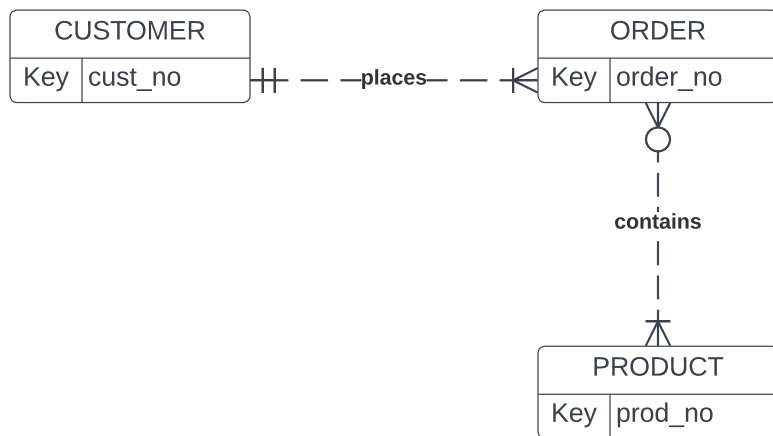 CUSTOMER
Key cust_no
places
ORDER
Key order_no
contains
PRODUCT
Key prod_no